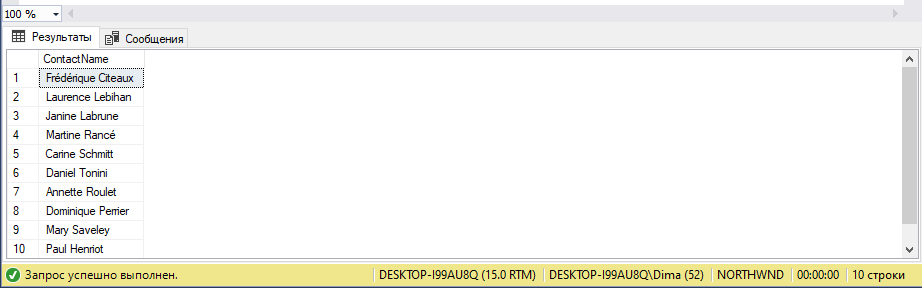 100 %
Результаты Сообщения
ContactName
1 Frédérique Citeaux
2 Laurence Lebihan
3 Janine Labrune
4 Martine Rancé
5 Carine Schmitt
6 Daniel Tonini
7 Annette Roulet
8 Dominique Perrier
9 Mary Saveley
10 Paul Henriot
Запрос успешно выполнен. DESKTOP-I99AU8Q (15.0 RTM) DESKTOP-I99AU8Q\Dima (52) NORTHWND 00:00:00 10 строки